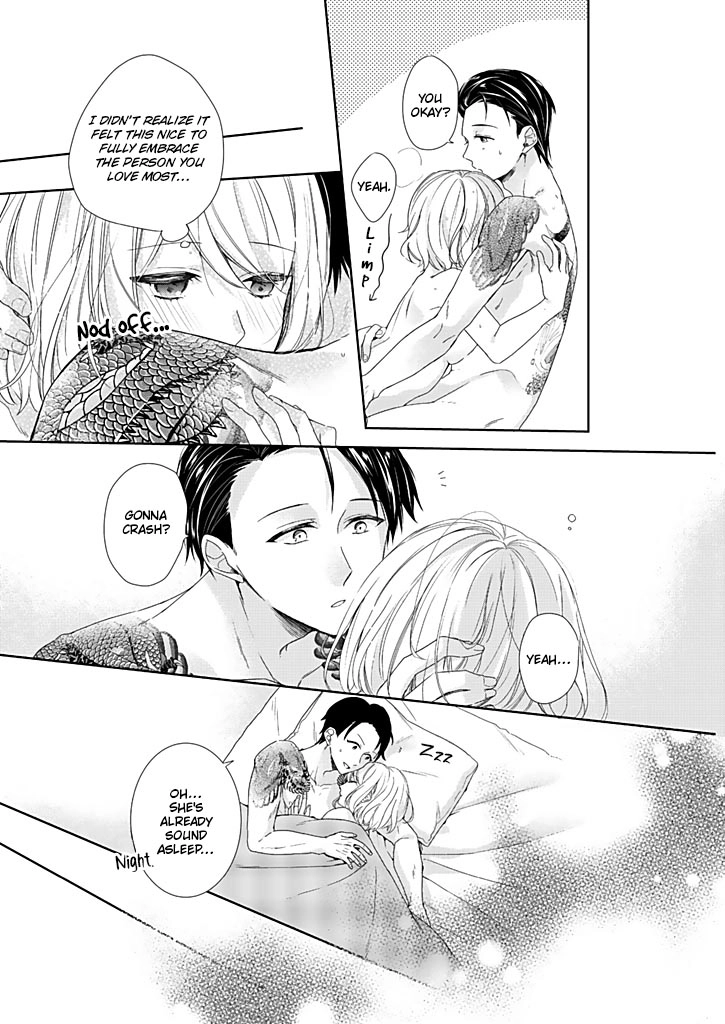 YOU
OKAY?
YEAH.
Limp
I DIDN'T REALIZE IT
FELT THIS NICE TO
FULLY EMBRACE
THE PERSON YOU
LOVE MOST...
Nod off...
GONNA
CRASH?
YEAH...
Zzz
OH...
SHE'S
ALREADY
SOUND
ASLEEP...
Night.